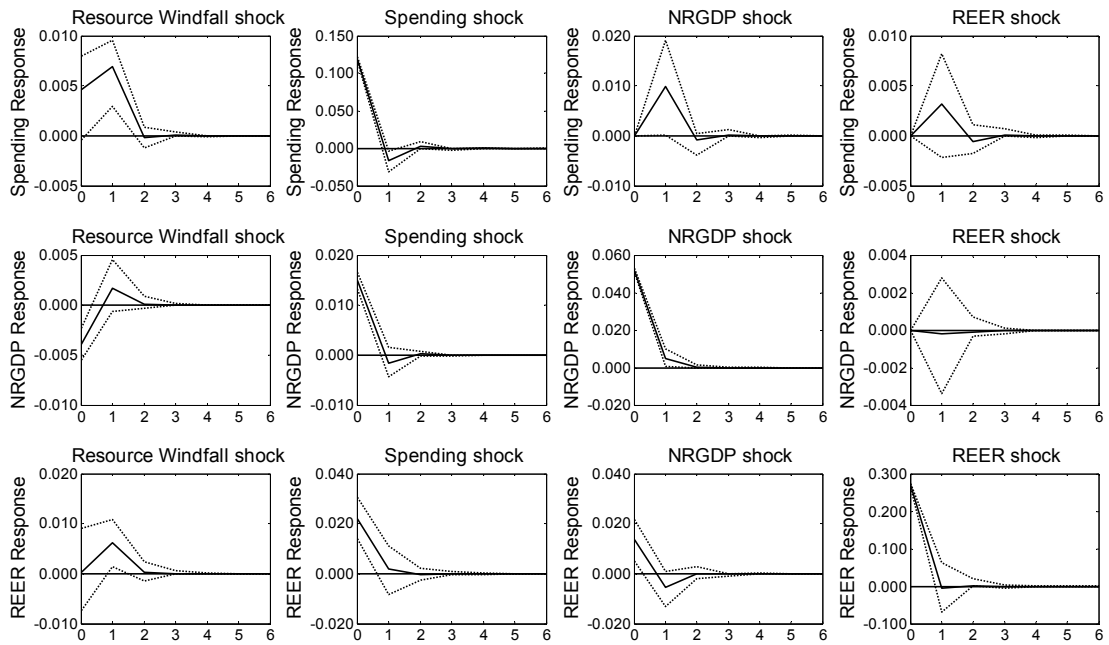 Resource Windfall shock
Spending shock
NRGDP shock
REER shock
Spending Response
0.010
0.005
0.000
-0.005
0 1 2 3 4 5 6
Spending Response
0.150
0.100
0.050
0.000
-0.050
0 1 2 3 4 5 6
Spending Response
0.020
0.010
0.000
-0.010
0 1 2 3 4 5 6
Spending Response
0.010
0.005
0.000
-0.005
0 1 2 3 4 5 6
Resource Windfall shock
Spending shock
NRGDP shock
REER shock
NRGDP Response
0.005
0.000
-0.005
-0.010
0 1 2 3 4 5 6
NRGDP Response
0.020
0.010
0.000
-0.010
0 1 2 3 4 5 6
NRGDP Response
0.060
0.040
0.020
0.000
-0.020
0 1 2 3 4 5 6
NRGDP Response
0.004
0.002
0.000
-0.002
-0.004
0 1 2 3 4 5 6
Resource Windfall shock
Spending shock
NRGDP shock
REER shock
REER Response
0.020
0.010
0.000
-0.010
0 1 2 3 4 5 6
REER Response
0.040
0.020
0.000
-0.020
0 1 2 3 4 5 6
REER Response
0.040
0.020
0.000
-0.020
0 1 2 3 4 5 6
REER Response
0.300
0.200
0.100
0.000
-0.100
0 1 2 3 4 5 6